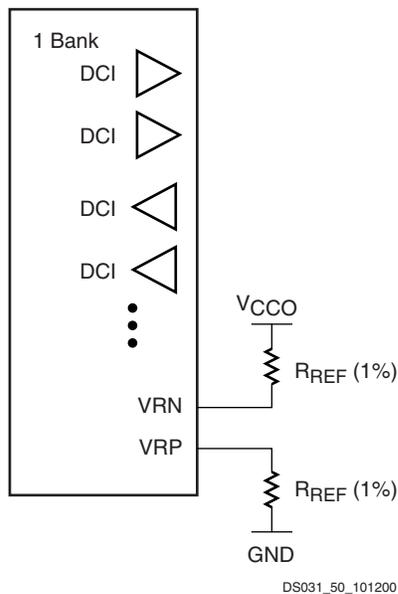 1 Bank
DCI
DCI
DCI
DCI
VCCO
RREF (1%)
VRN
VRP
RREF (1%)
GND
DS031_50_101200